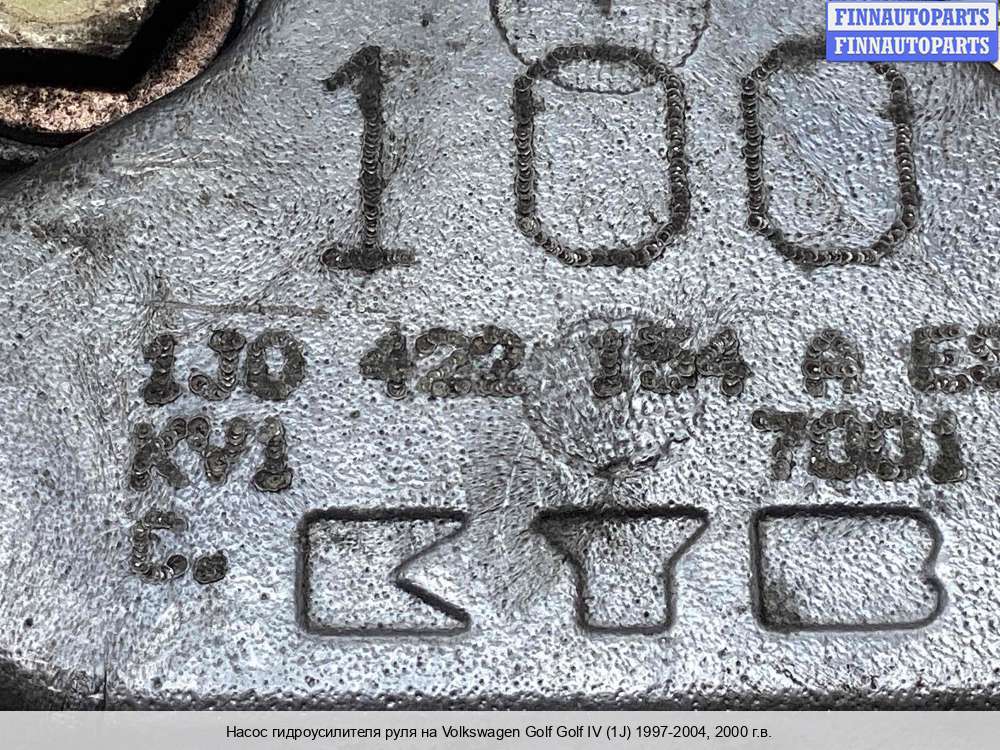 FINNAUTOPARTS
FINNAUTOPARTS
100
1J0 422 154 A ES
KV1 7001
C.
KYB
Насос гидроусилителя руля на Volkswagen Golf Golf IV (1J) 1997-2004, 2000 г.в.